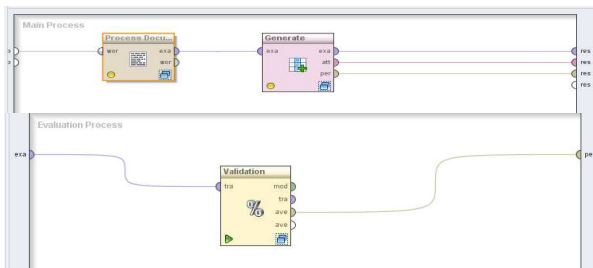 Main Process
Process Docu...
Generate
wor
exa
wor
exa
exa
att
per
res
res
res
res
Evaluation Process
exa
Validation
tra
mod
tra
ave
ave
pe